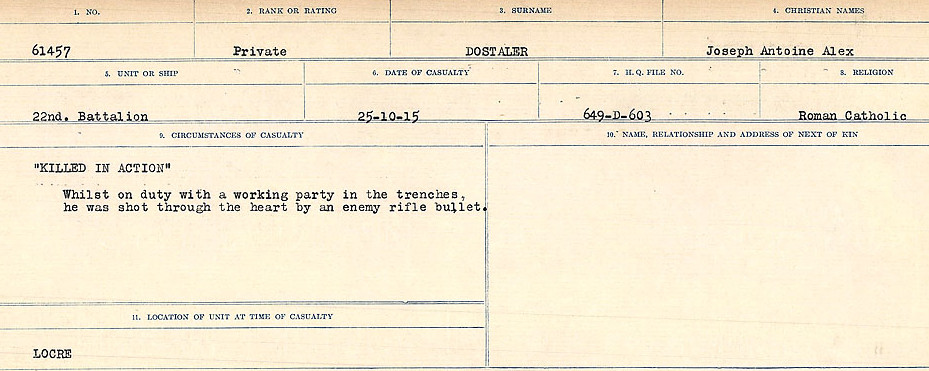 1. NO. 2. RANK OR RATING 3. SURNAME 4. CHRISTIAN NAMES
61457 Private DOSTALER Joseph Antoine Alex
5. UNIT OR SHIP 6. DATE OF CASUALTY 7. H. Q. FILE NO. 8. RELIGION
22nd. Battalion 25-10-15 649-D-603 Roman Catholic
9. CIRCUMSTANCES OF CASUALTY 10. NAME, RELATIONSHIP AND ADDRESS OF NEXT OF KIN
"KILLED IN ACTION"
Whilst on duty with a working party in the trenches,
he was shot through the heart by an enemy rifle bullet.
11. LOCATION OF UNIT AT TIME OF CASUALTY
LOCRE